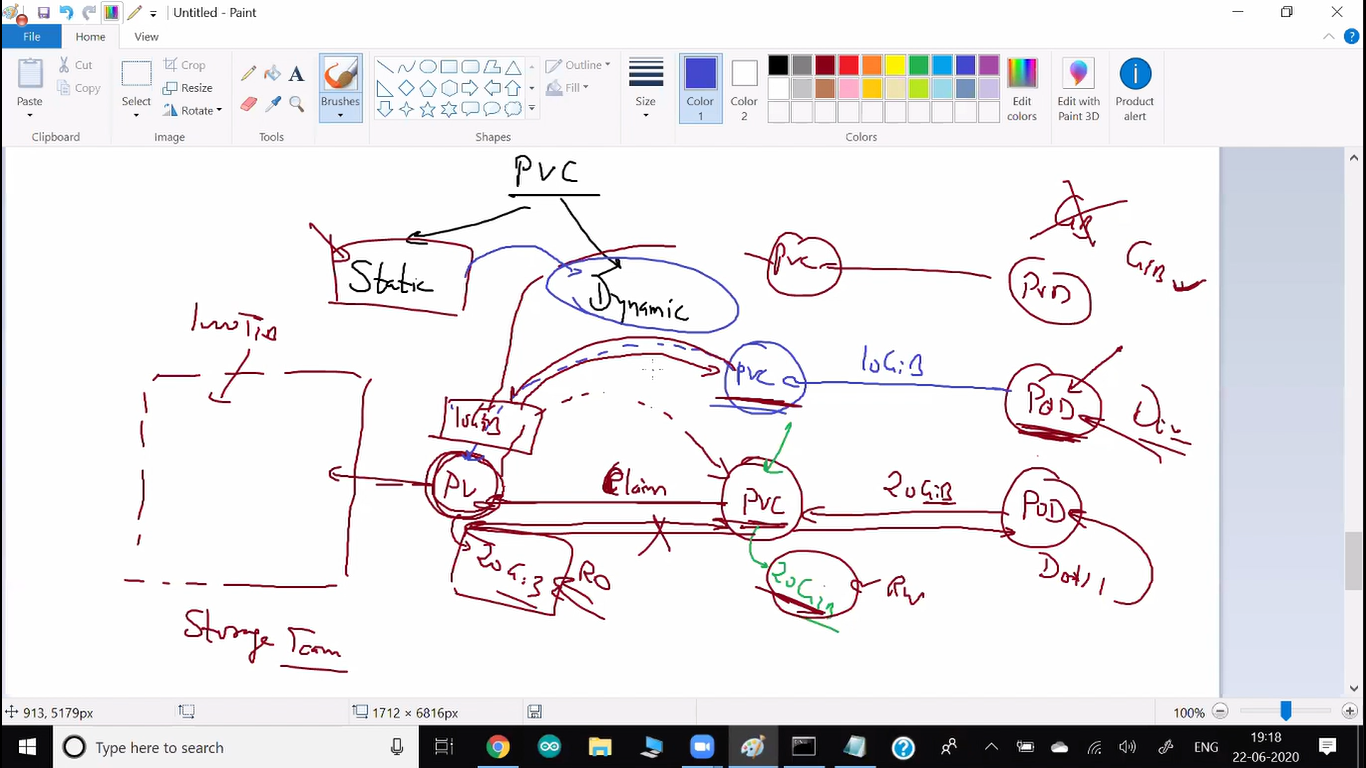 Untitled - Paint
File
Home
View
Paste
Cut
Copy
Clipboard
Select
Crop
Resize
Rotate
Image
A
Tools
Brushes
Outline
Fill
Shapes
Size
Color 1
Color 2
Edit colors
Colors
Edit with Paint 3D
Product alert
PVC
Static
Dynamic
PVC
GB
GiB
POD
PVC
10GiB
POD
10GiB
PV
Claim
PVC
20GiB
POD
20GiB
RO
20GiB
RW
Storage Team
913, 5179px
1712 × 6816px
100%
Type here to search
ENG
19:18
22-06-2020